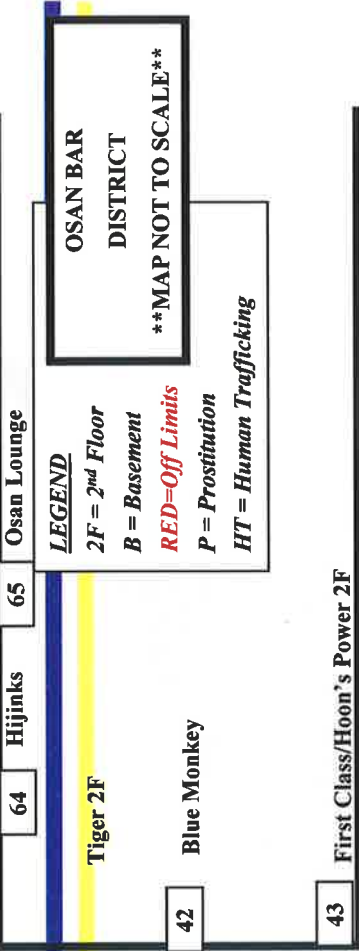 64 Hijinks
65 Osan Lounge
Tiger 2F
42 Blue Monkey
43 First Class/Hoon's Power 2F
LEGEND
2F = 2nd Floor
B = Basement
RED=Off Limits
P = Prostitution
HT = Human Trafficking
OSAN BAR
DISTRICT
**MAP NOT TO SCALE**